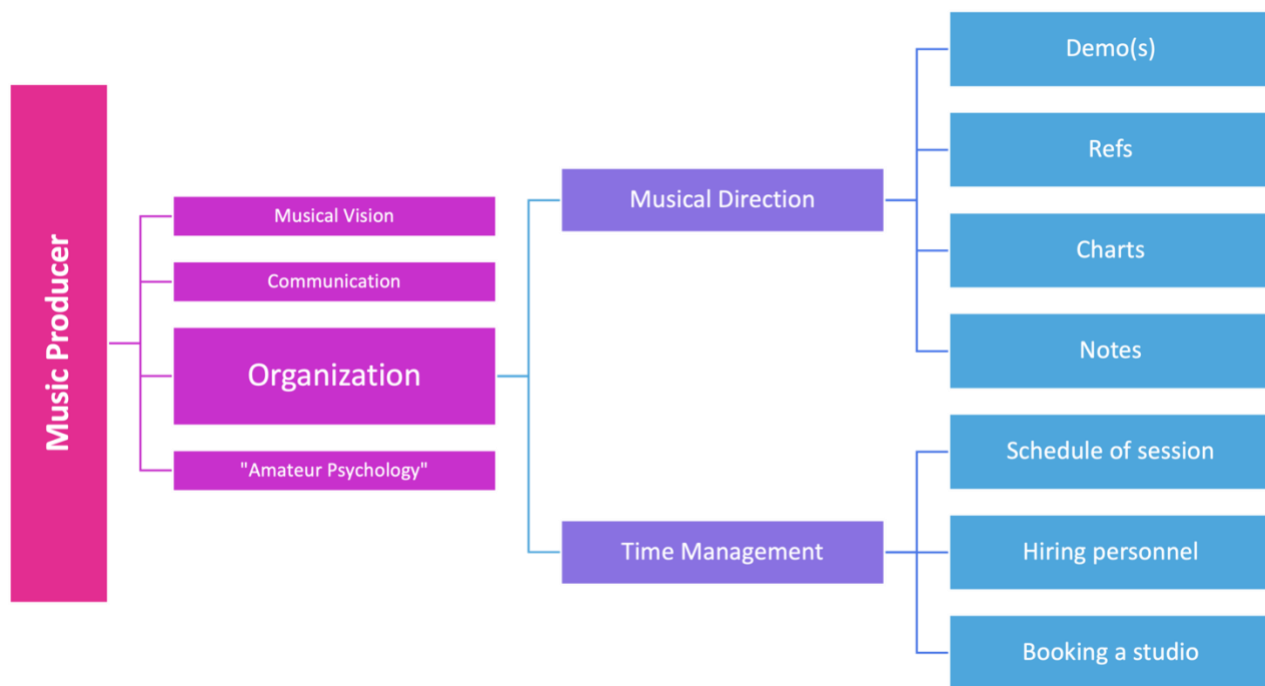 Music Producer
Musical Vision
Communication
Organization
"Amateur Psychology"
Musical Direction
Time Management
Demo(s)
Refs
Charts
Notes
Schedule of session
Hiring personnel
Booking a studio